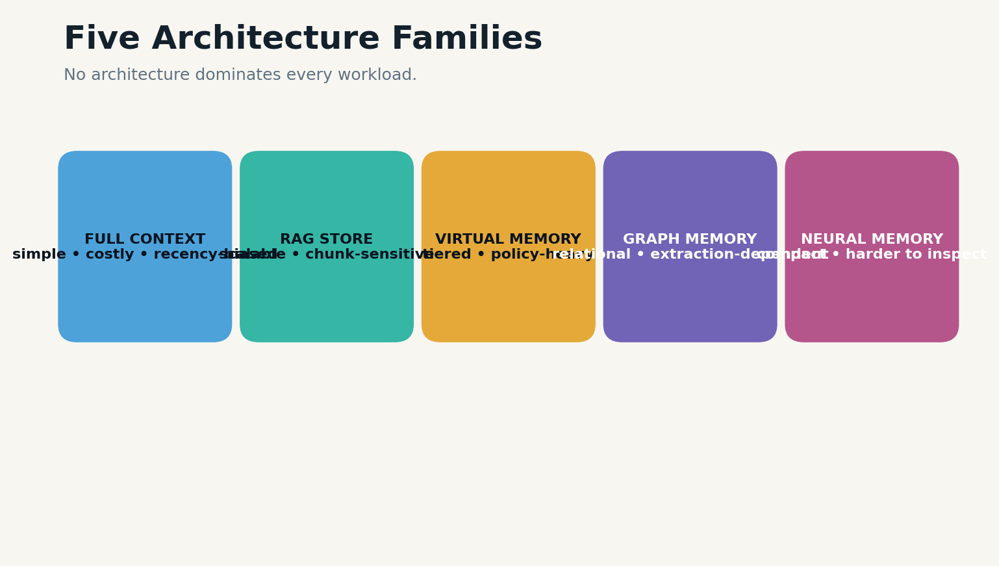 Five Architecture Families
No architecture dominates every workload.
FULL CONTEXT
simple • costly • recency-biased
RAG STORE
scalable • chunk-sensitive
VIRTUAL MEMORY
tiered • policy-heavy
GRAPH MEMORY
relational • extraction-dependent
NEURAL MEMORY
compact • harder to inspect